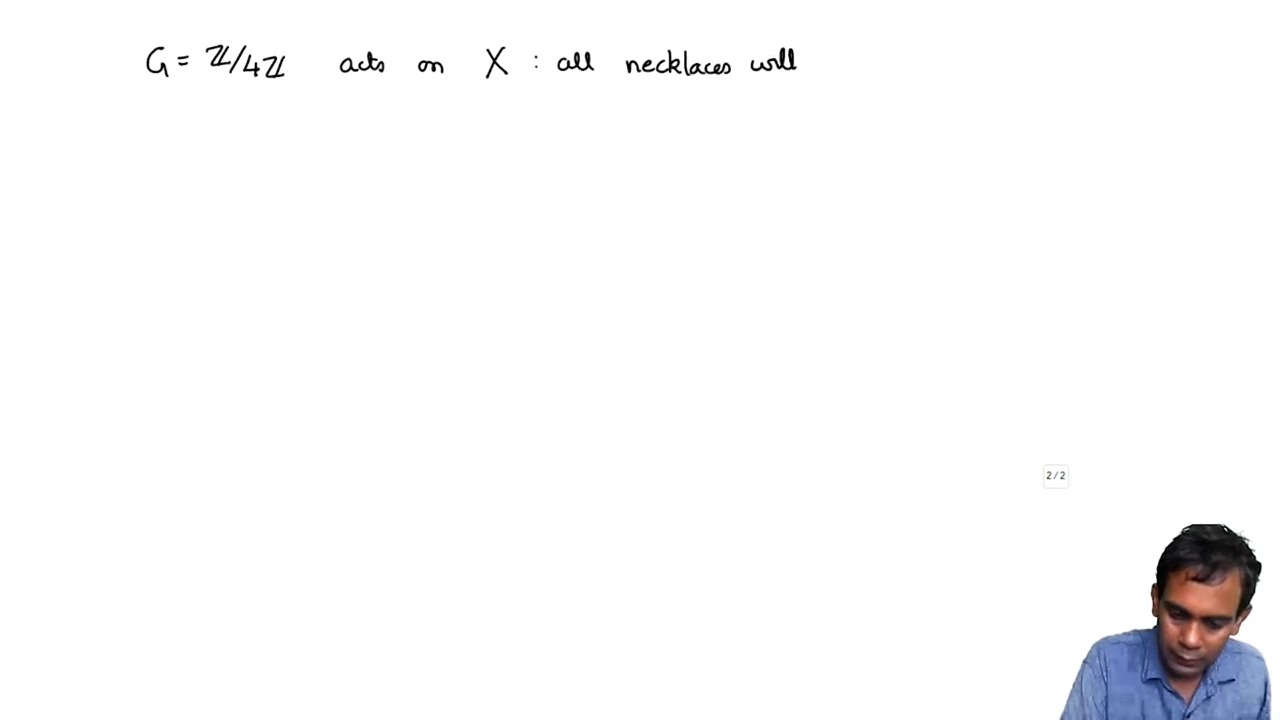 G = ℤ/4ℤ acts on X : all necklaces will
2/2